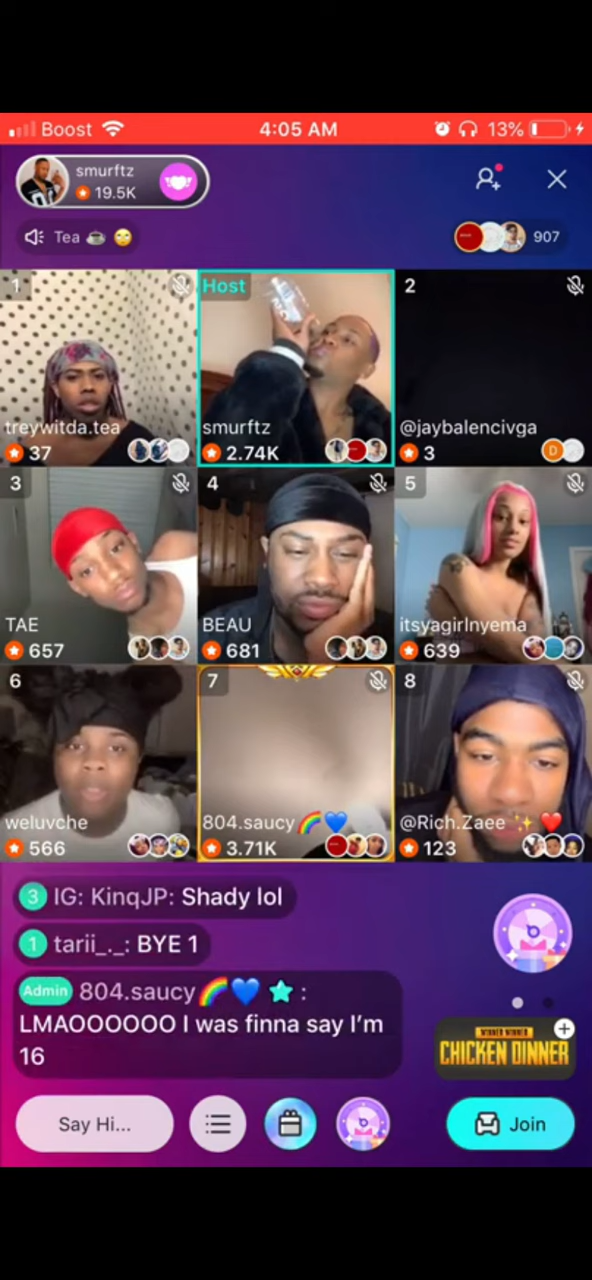 Boost
4:05 AM
13%
smurftz
19.5K
Tea ☕ 🙄
907
1
treywitda.tea
37
Host
smurftz
2.74K
2
@jaybalencivga
3
D
3
TAE
657
4
BEAU
681
5
itsyagirlnyema
639
6
weluvche
566
7
804.saucy🌈💙
3.71K
8
@Rich.Zaee ✨ ❤️
123
3 IG: KinqJP: Shady lol
1 tarii_._: BYE 1
Admin 804.saucy🌈💙 ⭐ :
LMAOOOOOO I was finna say I'm
16
WINNER WINNER
CHICKEN DINNER
Say Hi...
Join